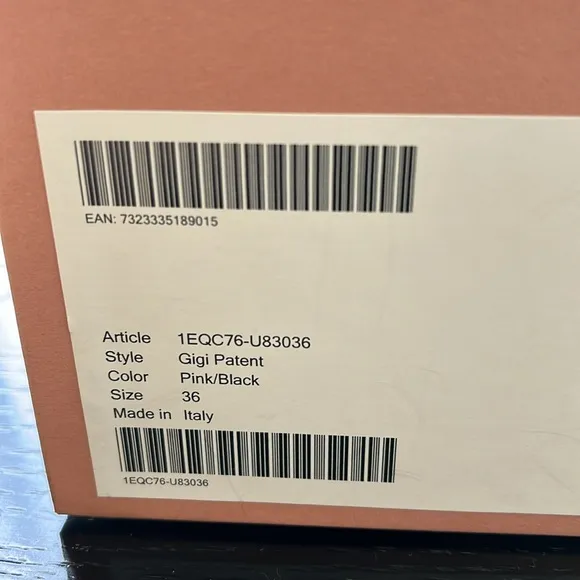 EAN: 7323335189015
Article 1EQC76-U83036
Style Gigi Patent
Color Pink/Black
Size 36
Made in Italy
1EQC76-U83036